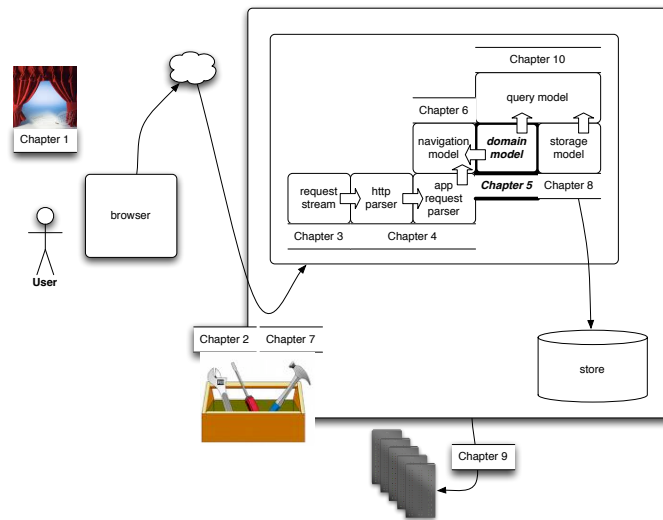 Chapter 10
query model
Chapter 6
navigation
model
domain
model
storage
model
Chapter 1
request
stream
http
parser
app
request
parser
Chapter 5
Chapter 8
browser
Chapter 3
Chapter 4
User
Chapter 2
Chapter 7
store
Chapter 9